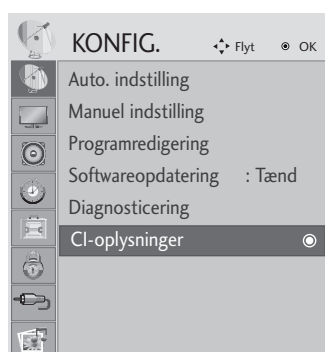 KONFIG. Flyt OK
Auto. indstilling
Manuel indstilling
Programredigering
Softwareopdatering : Tænd
Diagnosticering
CI-oplysninger